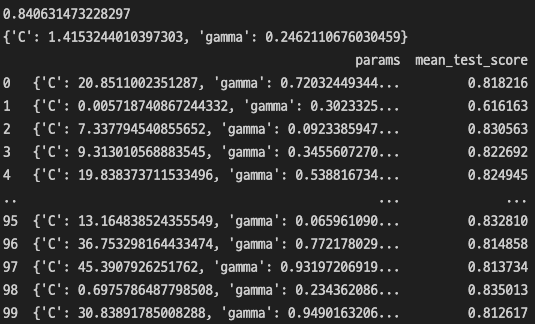 0.840631473228297
{'C': 1.4153244010397303, 'gamma': 0.2462110676030459}
params mean_test_score
0 {'C': 20.8511002351287, 'gamma': 0.72032449344... 0.818216
1 {'C': 0.005718740867244332, 'gamma': 0.3023325... 0.616163
2 {'C': 7.337794540855652, 'gamma': 0.0923385947... 0.830563
3 {'C': 9.313010568883545, 'gamma': 0.3455607270... 0.822692
4 {'C': 19.838373711533496, 'gamma': 0.538816734... 0.824945
.. ... ...
95 {'C': 13.164838524355549, 'gamma': 0.065961090... 0.832810
96 {'C': 36.753298164433474, 'gamma': 0.772178029... 0.814858
97 {'C': 45.3907926251762, 'gamma': 0.93197206919... 0.813734
98 {'C': 0.6975786487798508, 'gamma': 0.234362086... 0.835013
99 {'C': 30.83891785008288, 'gamma': 0.9490163206... 0.812617